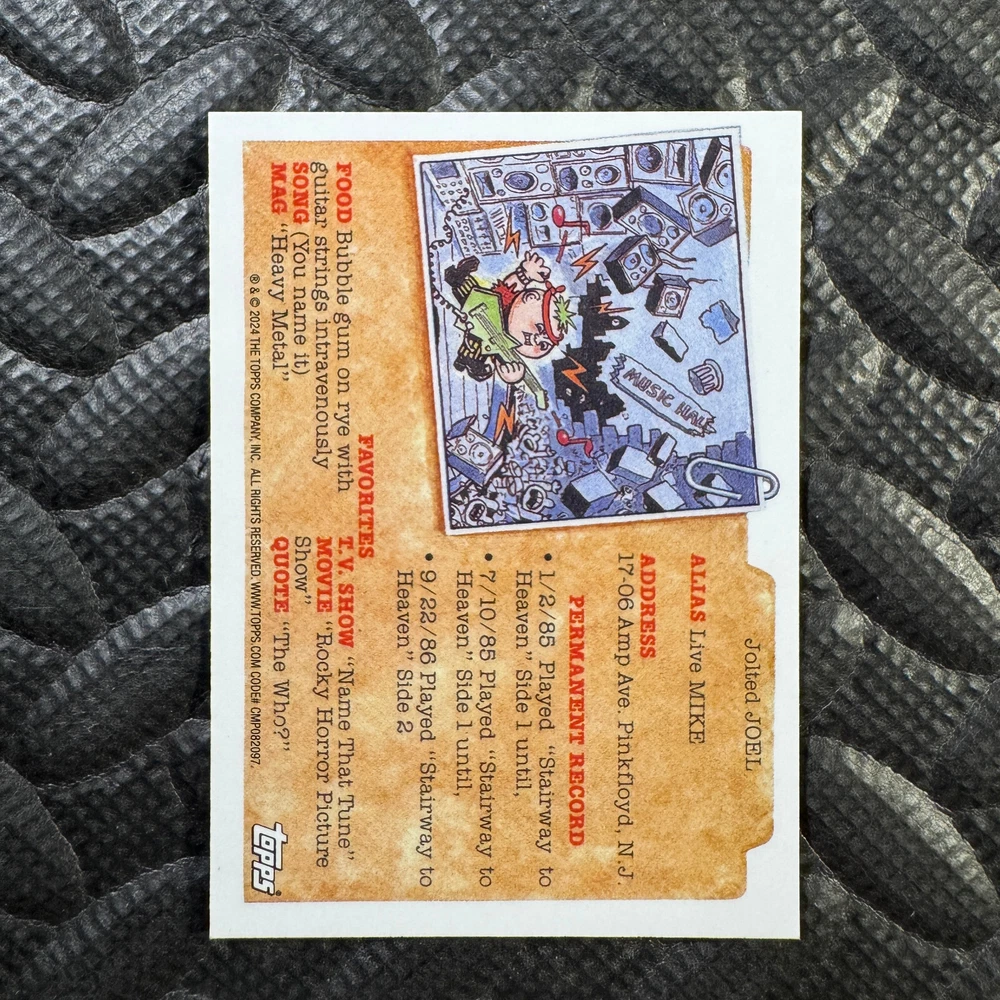 Jolted JOEL
ALIAS Live MIKE
ADDRESS
17-06 Amp Ave. Pinkfloyd, N.J.
PERMANENT RECORD
• 1/2/85 Played "Stairway to
Heaven" Side 1 until,
• 7/10/85 Played "Stairway to
Heaven" Side 1 until,
• 9/22/86 Played "Stairway to
Heaven" Side 2
MUSIC HALL
FAVORITES
FOOD Bubble gum on rye with
guitar strings intravenously
SONG (You name it)
MAG "Heavy Metal"
T.V. SHOW "Name That Tune"
MOVIE "Rocky Horror Picture
Show"
QUOTE "The Who?"
® & © 2024 THE TOPPS COMPANY, INC. ALL RIGHTS RESERVED. WWW.TOPPS.COM CODE# CMP082097.
topps®